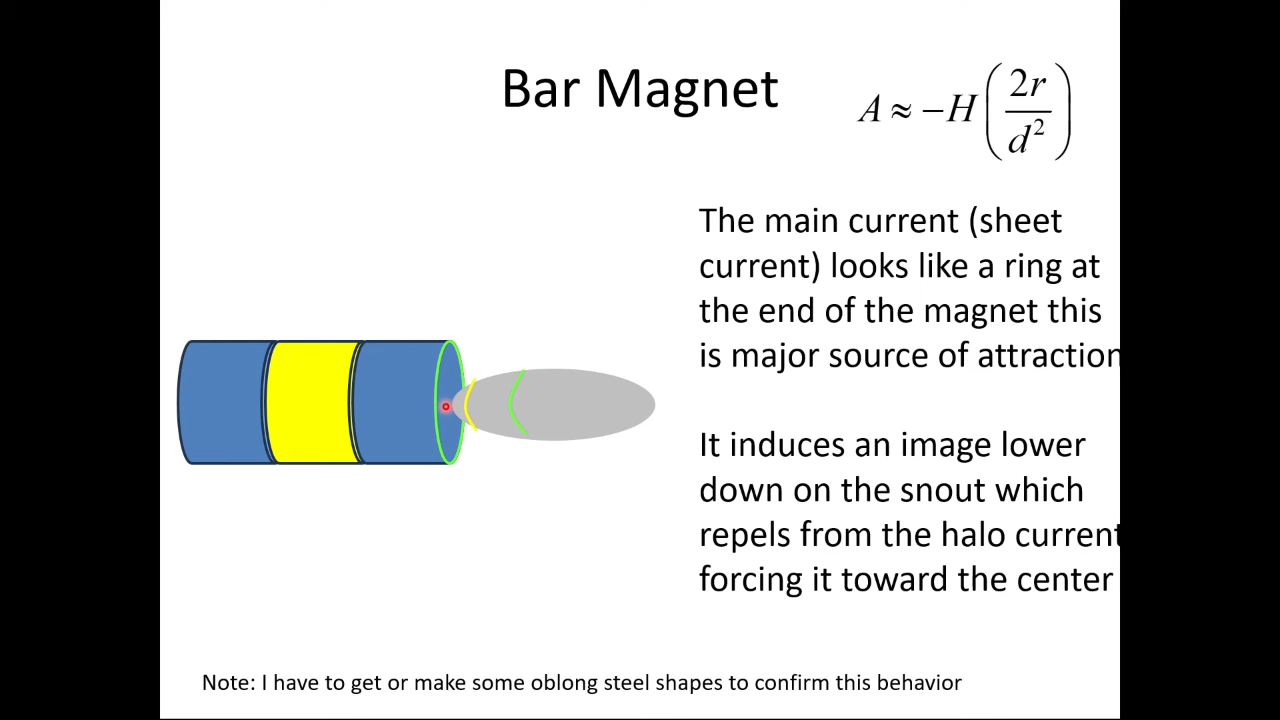 Bar Magnet
A ≈ −H(2r/d²)
The main current (sheet
current) looks like a ring at
the end of the magnet this
is major source of attraction
It induces an image lower
down on the snout which
repels from the halo current
forcing it toward the center
Note: I have to get or make some oblong steel shapes to confirm this behavior